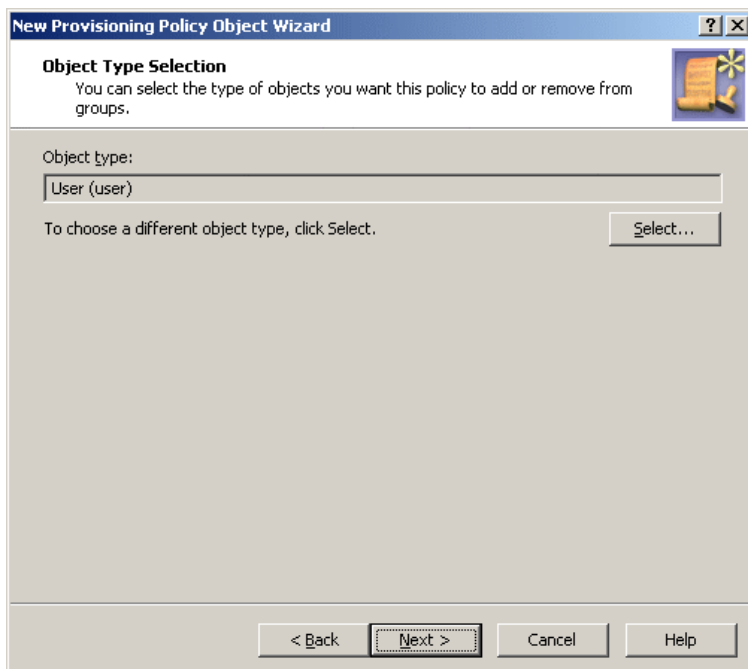 New Provisioning Policy Object Wizard
Object Type Selection
You can select the type of objects you want this policy to add or remove from
groups.
Object type:
User (user)
To choose a different object type, click Select.
Select...
< Back
Next >
Cancel
Help